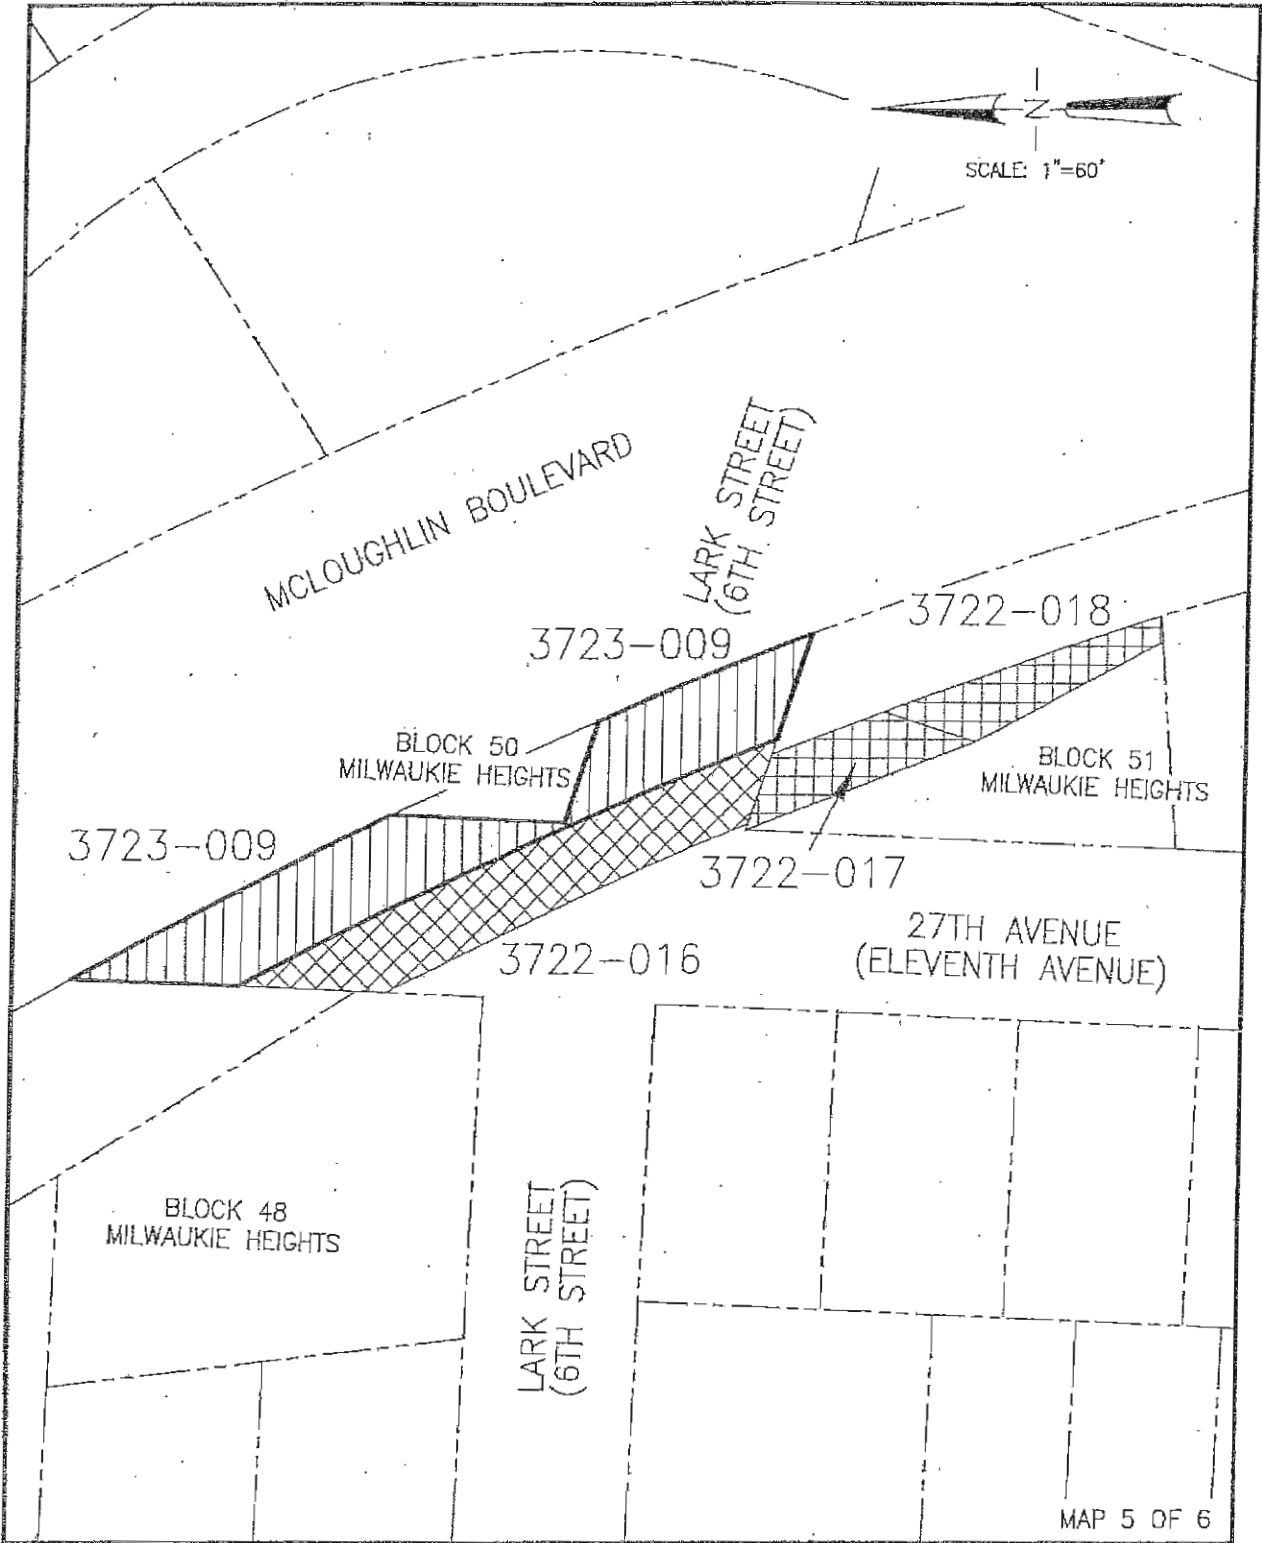 Z
SCALE: 1"=60'
MCLOUGHLIN BOULEVARD
LARK STREET
(6TH. STREET)
3722-018
3723-009
BLOCK 50
MILWAUKIE HEIGHTS
BLOCK 51
MILWAUKIE HEIGHTS
3723-009
3722-017
27TH AVENUE
(ELEVENTH AVENUE)
3722-016
BLOCK 48
MILWAUKIE HEIGHTS
LARK STREET
(6TH STREET)
MAP 5 OF 6